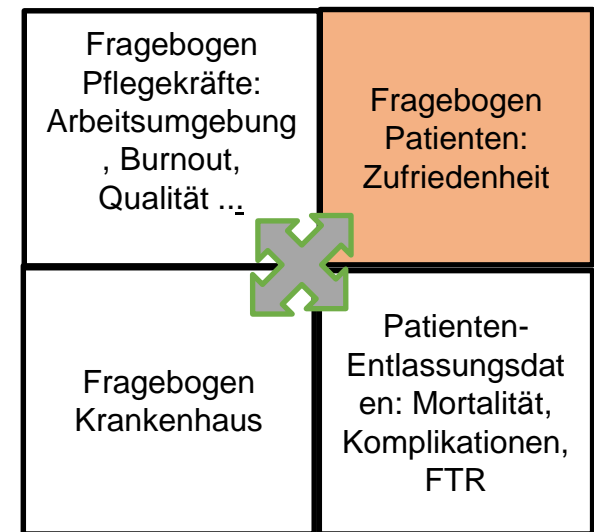 Fragebogen
Pflegekräfte:
Arbeitsumgebung
, Burnout,
Qualität ...
Fragebogen
Patienten:
Zufriedenheit
Fragebogen
Krankenhaus
Patienten-
Entlassungsdat
en: Mortalität,
Komplikationen,
FTR